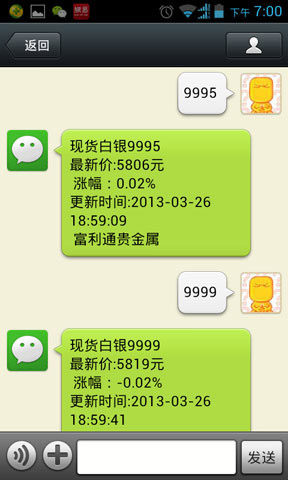 下午 7:00
返回
9995
现货白银9995
最新价:5806元
涨幅：0.02%
更新时间:2013-03-26
18:59:09
富利通贵金属
9999
现货白银9999
最新价:5819元
涨幅：-0.02%
更新时间:2013-03-26
18:59:41
发送